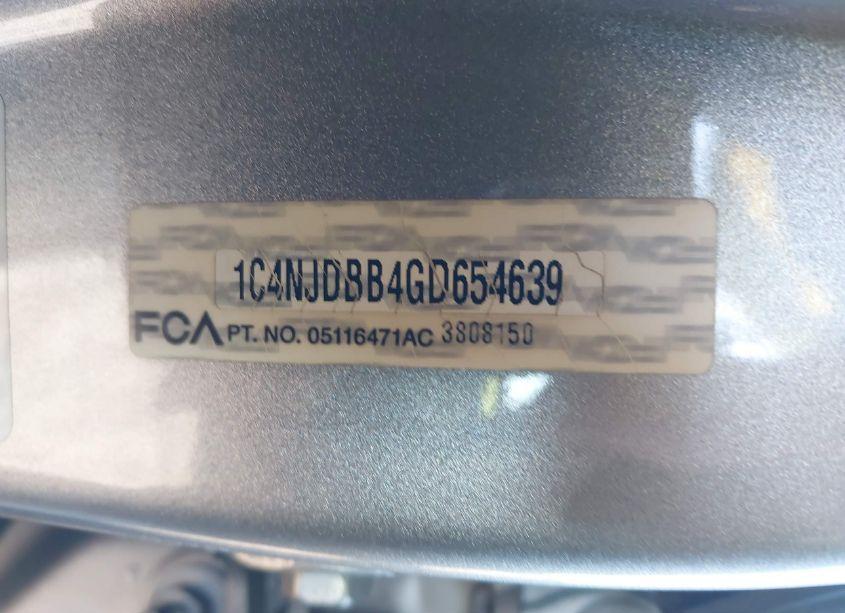 1C4NJDBB4GD654639
FCA PT. NO. 05116471AC 3808150